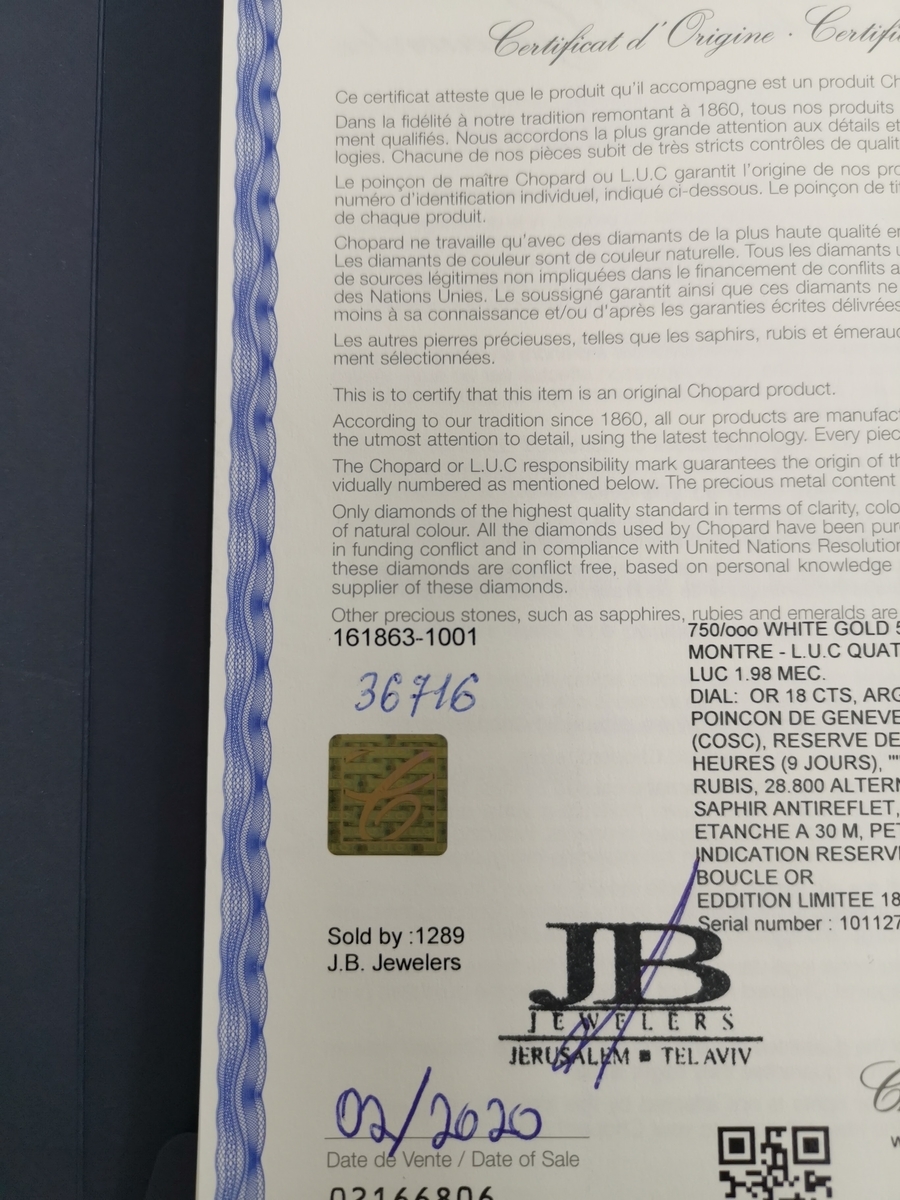 Certificat d'Origine · Certifi
Ce certificat atteste que le produit qu'il accompagne est un produit Ch
Dans la fidélité à notre tradition remontant à 1860, tous nos produits
ment qualifiés. Nous accordons la plus grande attention aux détails et
logies. Chacune de nos pièces subit de très stricts contrôles de qualit
Le poinçon de maître Chopard ou L.U.C garantit l'origine de nos pro
numéro d'identification individuel, indiqué ci-dessous. Le poinçon de ti
de chaque produit.
Chopard ne travaille qu'avec des diamants de la plus haute qualité en
Les diamants de couleur sont de couleur naturelle. Tous les diamants u
de sources légitimes non impliquées dans le financement de conflits a
des Nations Unies. Le soussigné garantit ainsi que ces diamants ne
moins à sa connaissance et/ou d'après les garanties écrites délivrées
Les autres pierres précieuses, telles que les saphirs, rubis et émeraud
ment sélectionnées.
This is to certify that this item is an original Chopard product.
According to our tradition since 1860, all our products are manufact
the utmost attention to detail, using the latest technology. Every piec
The Chopard or L.U.C responsibility mark guarantees the origin of th
vidually numbered as mentioned below. The precious metal content
Only diamonds of the highest quality standard in terms of clarity, colo
of natural colour. All the diamonds used by Chopard have been pur
in funding conflict and in compliance with United Nations Resolution
these diamonds are conflict free, based on personal knowledge
supplier of these diamonds.
Other precious stones, such as sapphires, rubies and emeralds are
161863-1001
36716
750/ooo WHITE GOLD 5
MONTRE - L.U.C QUAT
LUC 1.98 MEC.
DIAL: OR 18 CTS, ARG
POINCON DE GENEVE
(COSC), RESERVE DE
HEURES (9 JOURS), ""
RUBIS, 28.800 ALTERN
SAPHIR ANTIREFLET,
ETANCHE A 30 M, PET
INDICATION RESERVE
BOUCLE OR
EDDITION LIMITEE 18
Serial number : 101127
Sold by :1289
J.B. Jewelers
JB
JEWELERS
JERUSALEM ■ TEL AVIV
02/2020
Date de Vente / Date of Sale
02166806